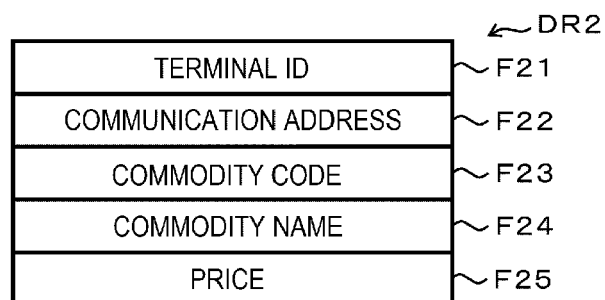 DR2
TERMINAL ID F21
COMMUNICATION ADDRESS F22
COMMODITY CODE F23
COMMODITY NAME F24
PRICE F25